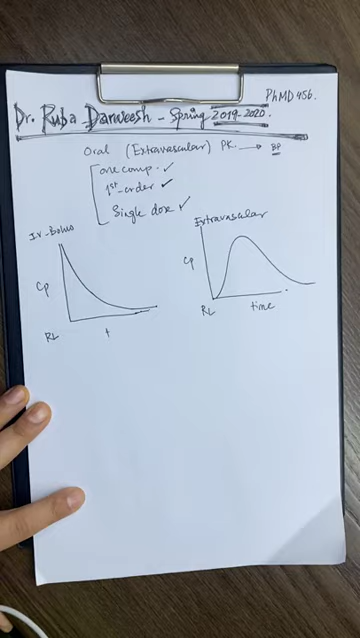 PhMD 456.
Dr. Ruba Darweesh - Spring 2019-2020.
Oral (Extravascular) PK. → BP
one comp. ✓
1st-order ✓
Single dose ✓
Iv-Bolus
Cp
RL
t
Extravascular
Cp
RL
time